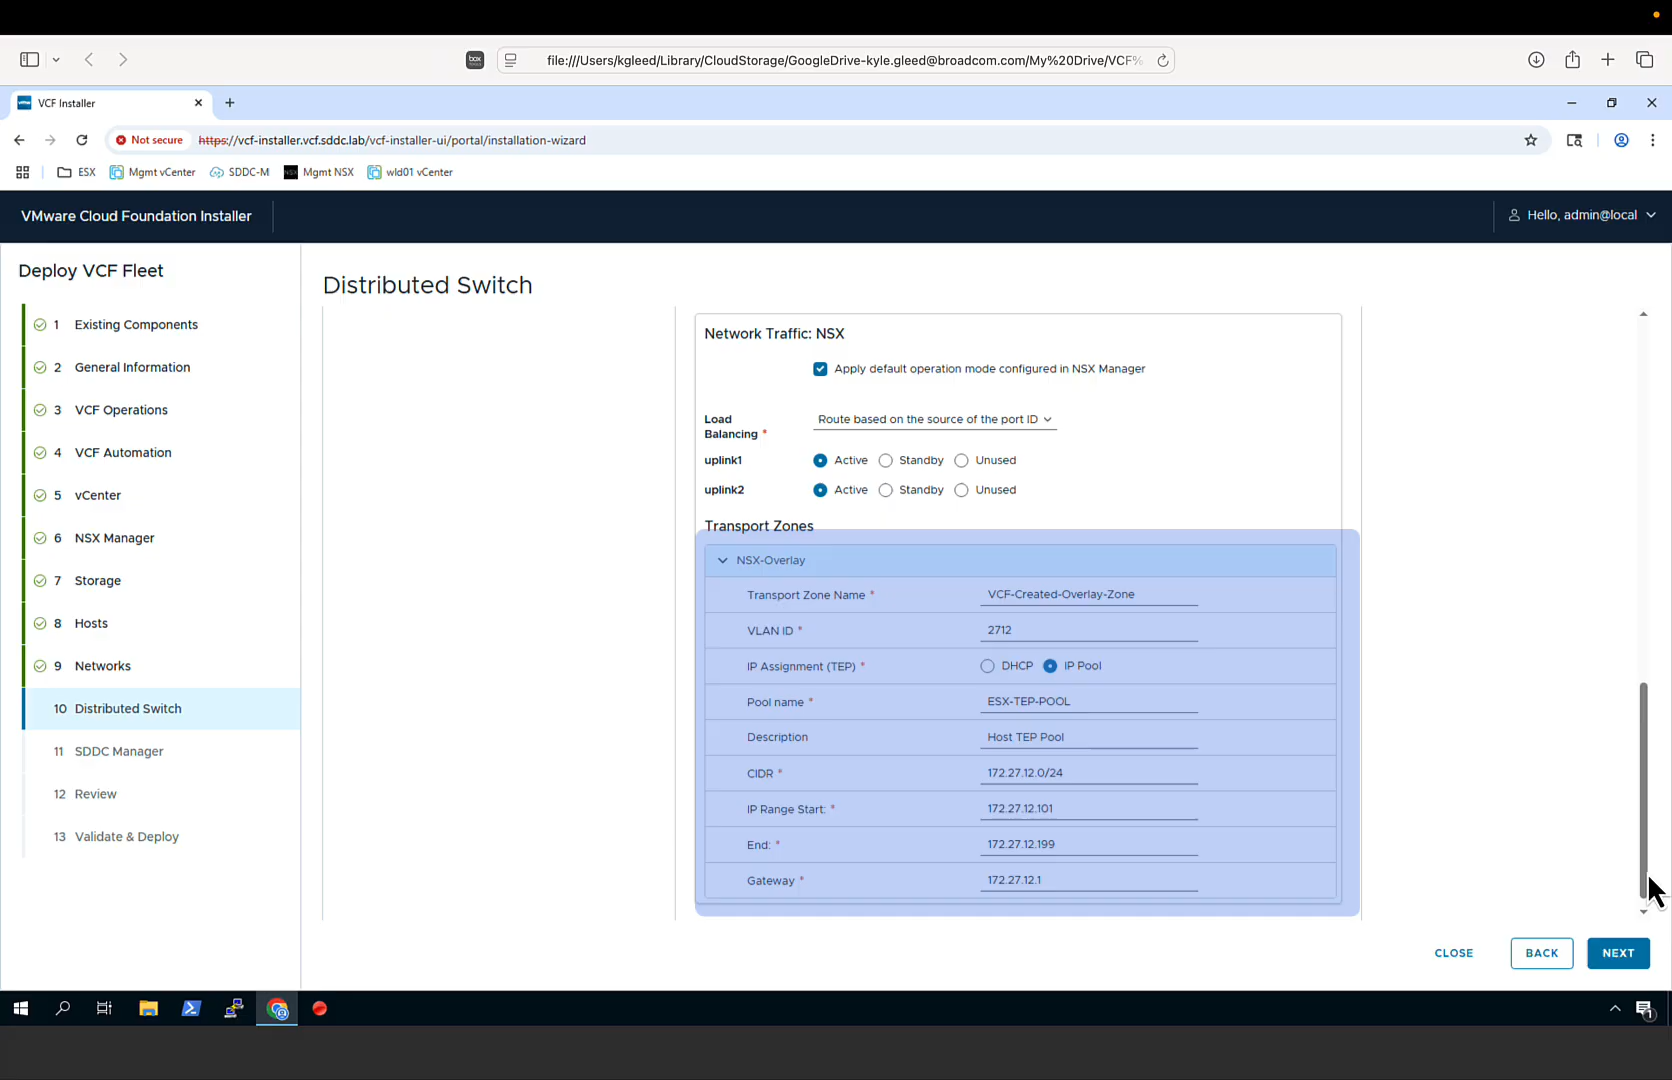 box
file:///Users/kgleed/Library/CloudStorage/GoogleDrive-kyle.gleed@broadcom.com/My%20Drive/VCF%
VCF Installer
Not secure https://vcf-installer.vcf.sddc.lab/vcf-installer-ui/portal/installation-wizard
ESX Mgmt vCenter SDDC-M NSX Mgmt NSX wld01 vCenter
VMware Cloud Foundation Installer
Hello, admin@local
Deploy VCF Fleet
1 Existing Components
2 General Information
3 VCF Operations
4 VCF Automation
5 vCenter
6 NSX Manager
7 Storage
8 Hosts
9 Networks
10 Distributed Switch
11 SDDC Manager
12 Review
13 Validate & Deploy
Distributed Switch
Network Traffic: NSX
Apply default operation mode configured in NSX Manager
Load Balancing * Route based on the source of the port ID
uplink1 Active Standby Unused
uplink2 Active Standby Unused
Transport Zones
NSX-Overlay
Transport Zone Name * VCF-Created-Overlay-Zone
VLAN ID * 2712
IP Assignment (TEP) * DHCP IP Pool
Pool name * ESX-TEP-POOL
Description Host TEP Pool
CIDR * 172.27.12.0/24
IP Range Start: * 172.27.12.101
End: * 172.27.12.199
Gateway * 172.27.12.1
CLOSE BACK NEXT
1